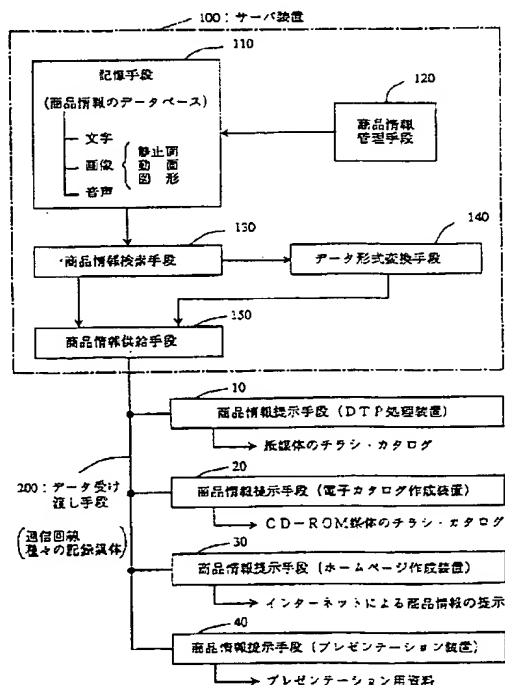 100:サーバ装置
110
記憶手段
(商品情報のデータベース)
文字
画像
静止画
動画
図形
音声
120
商品情報
管理手段
130
商品情報検索手段
140
データ形式変換手段
150
商品情報供給手段
10
商品情報提示手段(DTP処理装置)
紙媒体のチラシ・カタログ
200:データ受け
渡し手段
(通信回線
種々の記録媒体)
20
商品情報提示手段(電子カタログ作成装置)
CD-ROM媒体のチラシ・カタログ
30
商品情報提示手段(ホームページ作成装置)
インターネットによる商品情報の提示
40
商品情報提示手段(プレゼンテーション装置)
プレゼンテーション用資料